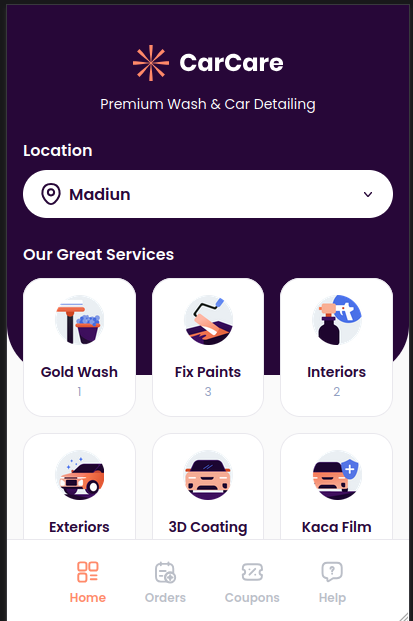 CarCare
Premium Wash & Car Detailing
Location
Madiun
Our Great Services
Gold Wash
1
Fix Paints
3
Interiors
2
Exteriors
3D Coating
Kaca Film
Home
Orders
Coupons
Help